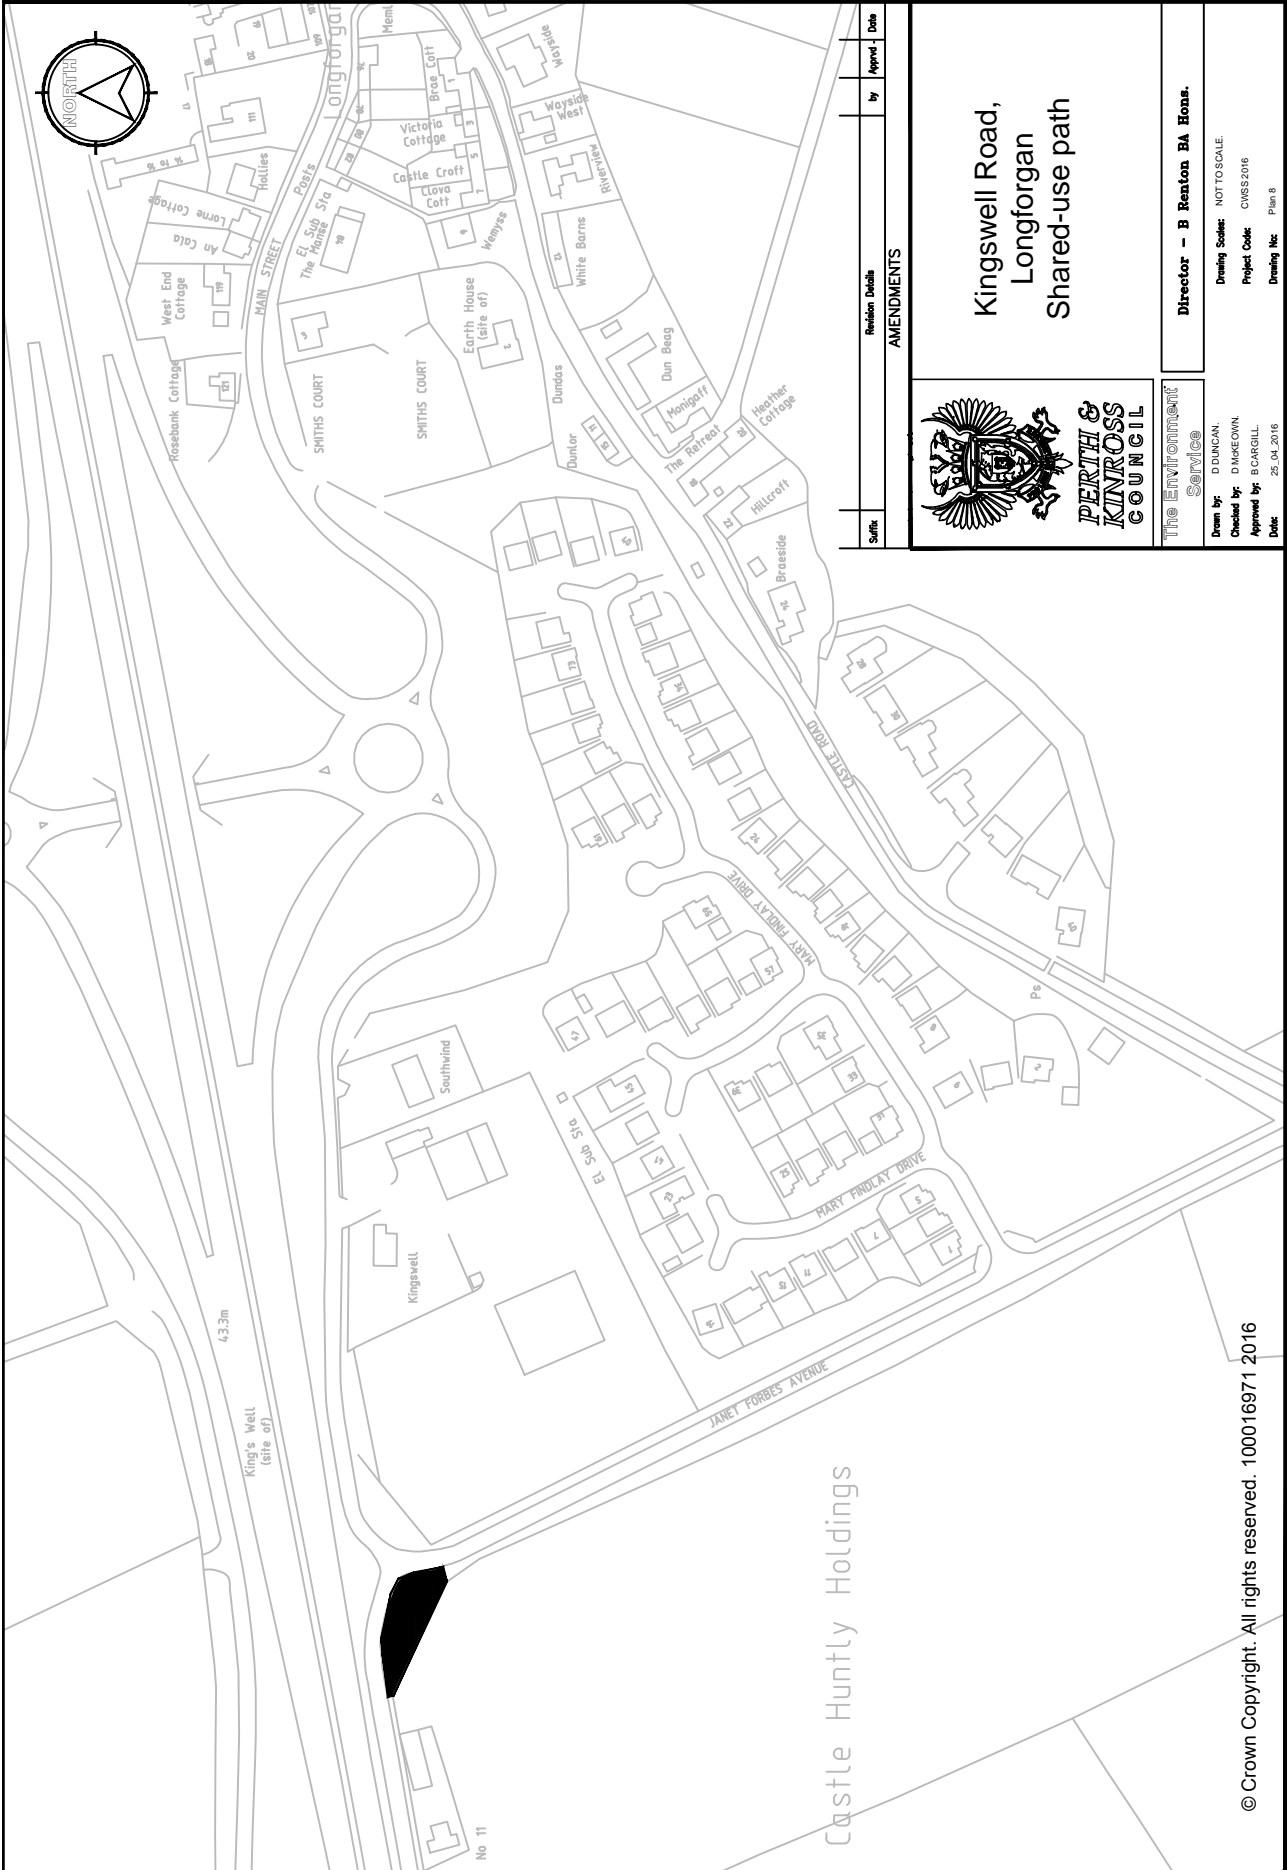 NORTH
Longforgan
Meml
Wayside
Brae Cott
Wayside
West
Victoria
Cottage
Castle Croft
Clova
Cott
Riverview
Hollies
14 to 16
Posts
Lorne Cottage
An Cala
El Sub Sta
The Manse
Wemyss
White Barns
West End
Cottage
MAIN STREET
Earth House
(site of)
Rosebank Cottage
SMITHS COURT
SMITHS COURT
Dundas
Dunlor
Dun Beag
Monigaff
Heather
Cottage
The Retreat
Hillcroft
Braeside
CASTLE ROAD
MARY FINDLAY DRIVE
Ps
Southwind
El Sub Sta
MARY FINDLAY DRIVE
Kingswell
43.3m
King's Well
(site of)
JANET FORBES AVENUE
Castle Huntly Holdings
No 11
Suffix Revision Details by Apprvd - Date
AMENDMENTS
PERTH &
KINROSS
COUNCIL
Kingswell Road,
Longforgan
Shared-use path
The Environment
Service
Director – B Renton BA Hons.
Drawn by: D DUNCAN.
Checked by: D McKEOWN.
Approved by: B CARGILL.
Date: 25_04_2016
Drawing Scales: NOT TO SCALE.
Project Code: CWSS 2016
Drawing No: Plan 8
© Crown Copyright. All rights reserved. 100016971 2016